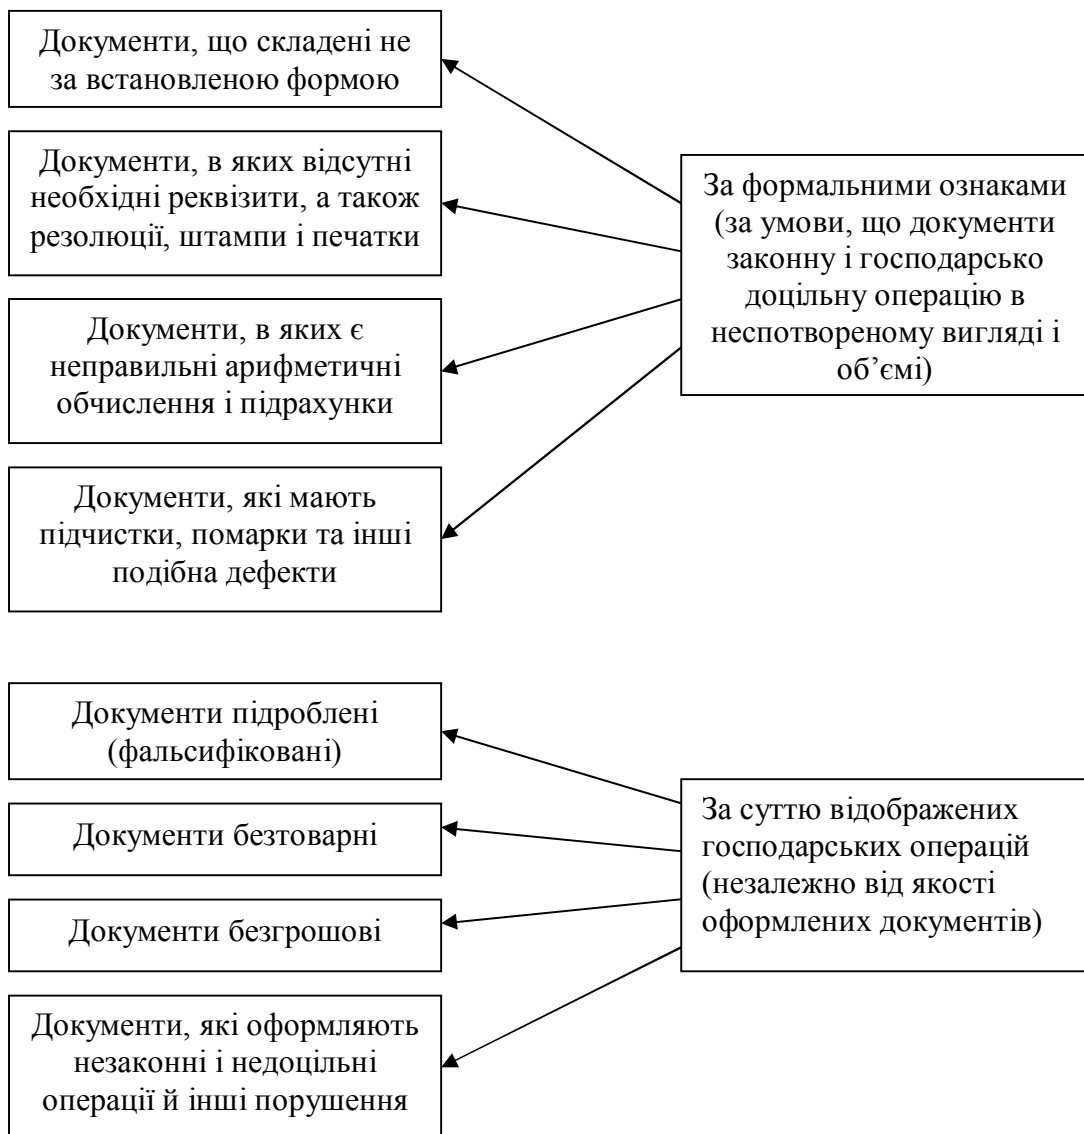 Документи, що складені не
за встановленою формою
Документи, в яких відсутні
необхідні реквізити, а також
резолюції, штампи і печатки
Документи, в яких є
неправильні арифметичні
обчислення і підрахунки
Документи, які мають
підчистки, помарки та інші
подібна дефекти
За формальними ознаками
(за умови, що документи
законну і господарсько
доцільну операцію в
неспотвореному вигляді і
об’ємі)
Документи підроблені
(фальсифіковані)
Документи безтоварні
Документи безгрошові
Документи, які оформляють
незаконні і недоцільні
операції й інші порушення
За суттю відображених
господарських операцій
(незалежно від якості
оформлених документів)